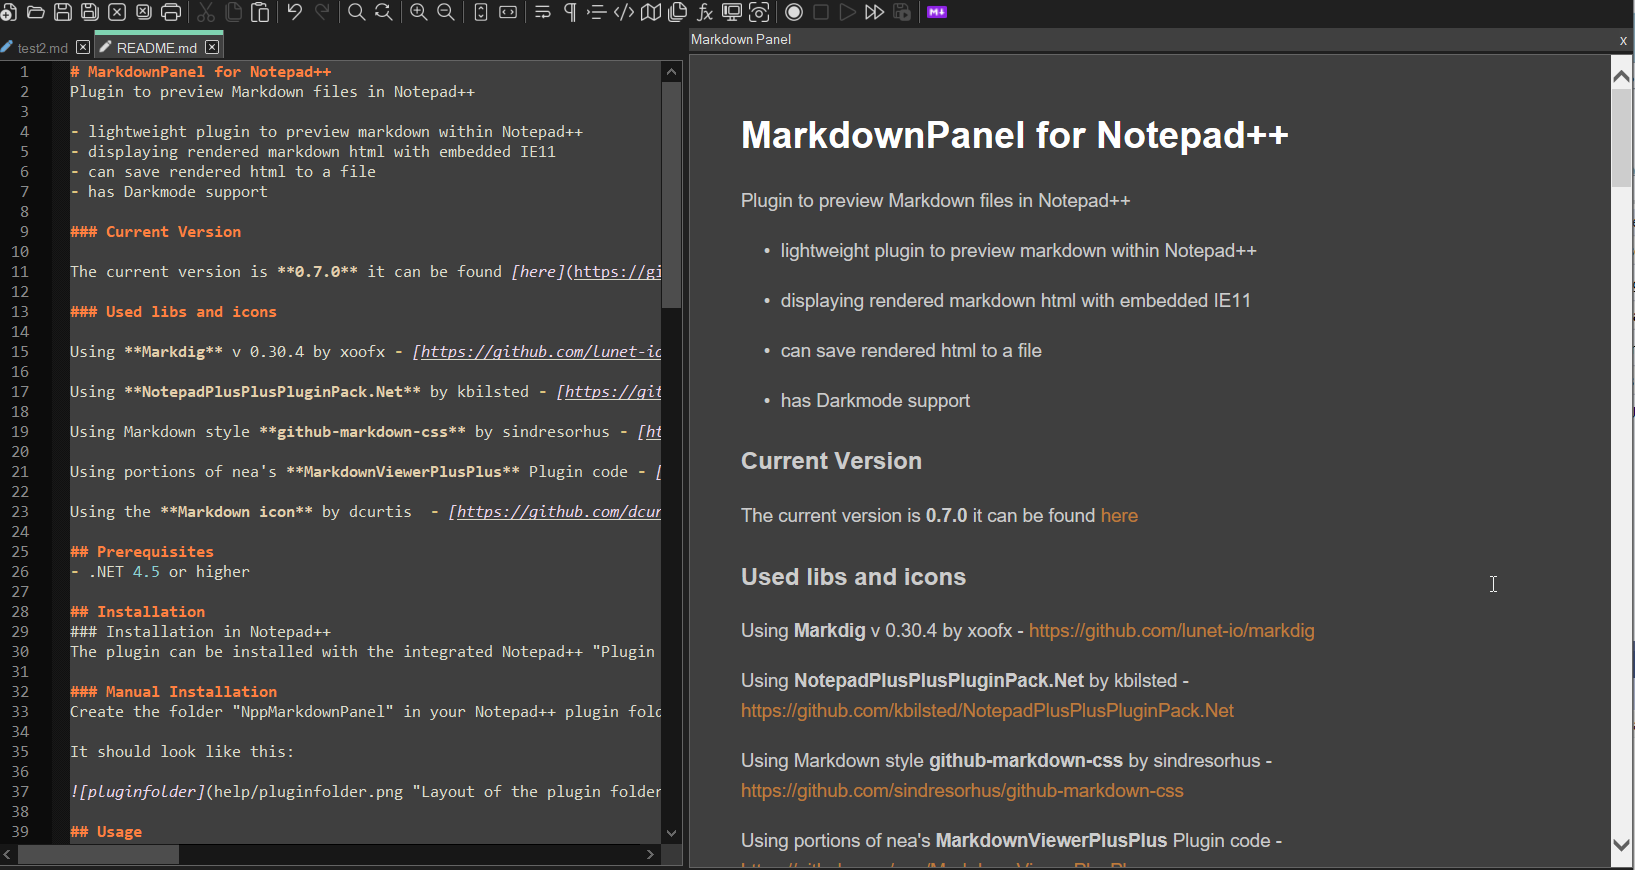 test2.md
README.md
1 # MarkdownPanel for Notepad++
2 Plugin to preview Markdown files in Notepad++
3
4 - lightweight plugin to preview markdown within Notepad++
5 - displaying rendered markdown html with embedded IE11
6 - can save rendered html to a file
7 - has Darkmode support
8
9 ### Current Version
10
11 The current version is **0.7.0** it can be found [here](https://gi
12
13 ### Used libs and icons
14
15 Using **Markdig** v 0.30.4 by xoofx - [https://github.com/lunet-io
16
17 Using **NotepadPlusPlusPluginPack.Net** by kbilsted - [https://git
18
19 Using Markdown style **github-markdown-css** by sindresorhus - [ht
20
21 Using portions of nea's **MarkdownViewerPlusPlus** Plugin code - [
22
23 Using the **Markdown icon** by dcurtis  - [https://github.com/dcur
24
25 ## Prerequisites
26 - .NET 4.5 or higher
27
28 ## Installation
29 ### Installation in Notepad++
30 The plugin can be installed with the integrated Notepad++ "Plugin
31
32 ### Manual Installation
33 Create the folder "NppMarkdownPanel" in your Notepad++ plugin fold
34
35 It should look like this:
36
37 ![pluginfolder](help/pluginfolder.png "Layout of the plugin folder
38
39 ## Usage
Markdown Panel
x
MarkdownPanel for Notepad++
Plugin to preview Markdown files in Notepad++
• lightweight plugin to preview markdown within Notepad++
• displaying rendered markdown html with embedded IE11
• can save rendered html to a file
• has Darkmode support
Current Version
The current version is 0.7.0 it can be found here
Used libs and icons
Using Markdig v 0.30.4 by xoofx - https://github.com/lunet-io/markdig
Using NotepadPlusPlusPluginPack.Net by kbilsted -
https://github.com/kbilsted/NotepadPlusPlusPluginPack.Net
Using Markdown style github-markdown-css by sindresorhus -
https://github.com/sindresorhus/github-markdown-css
Using portions of nea's MarkdownViewerPlusPlus Plugin code -